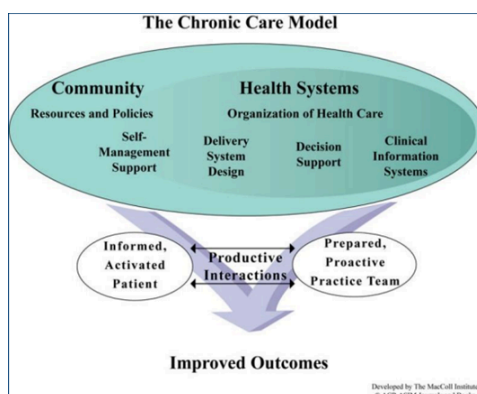 The Chronic Care Model
Community
Health Systems
Resources and Policies
Organization of Health Care
Self-
Management
Support
Delivery
System
Design
Decision
Support
Clinical
Information
Systems
Informed,
Activated
Patient
Productive
Interactions
Prepared,
Proactive
Practice Team
Improved Outcomes
Developed by The MacColl Institute